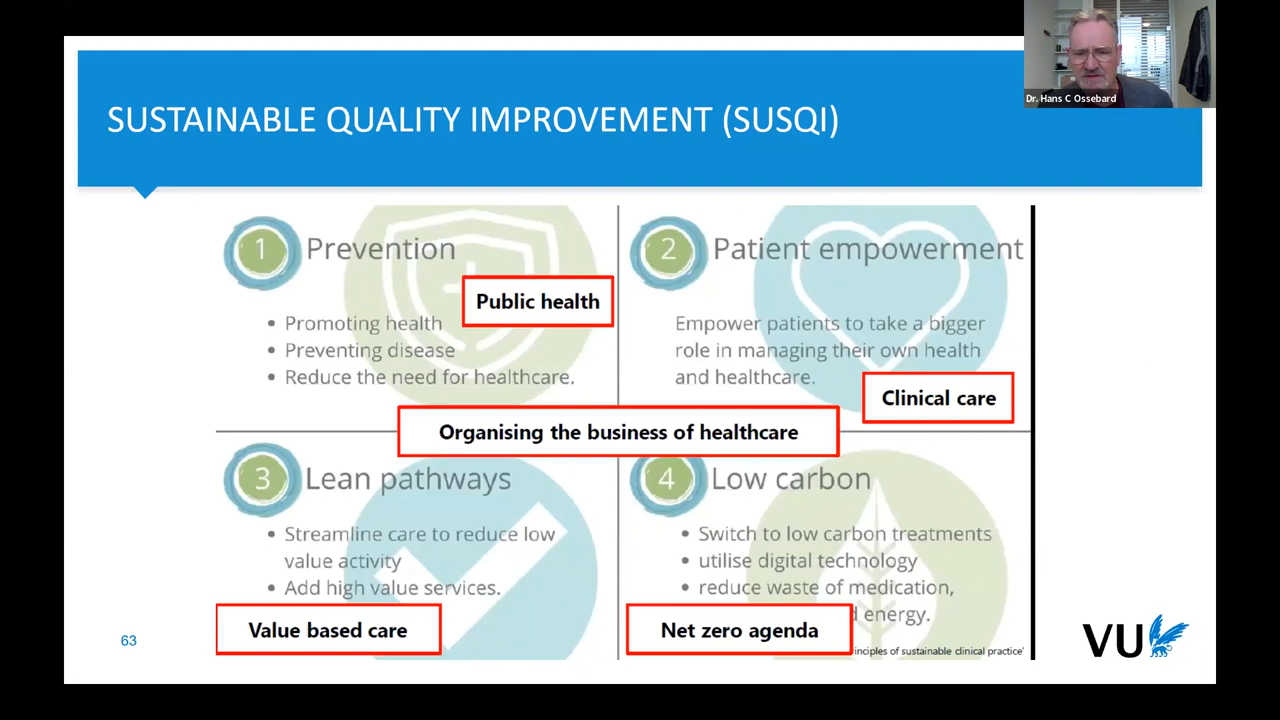 Dr. Hans C Ossebard
SUSTAINABLE QUALITY IMPROVEMENT (SUSQI)
1 Prevention
Public health
• Promoting health
• Preventing disease
• Reduce the need for healthcare.
2 Patient empowerment
Empower patients to take a bigger
role in managing their own health
and healthcare.
Clinical care
Organising the business of healthcare
3 Lean pathways
• Streamline care to reduce low
value activity
• Add high value services.
Value based care
4 Low carbon
• Switch to low carbon treatments
• utilise digital technology
• reduce waste of medication,
energy.
Net zero agenda
of sustainable clinical practice'
63
VU